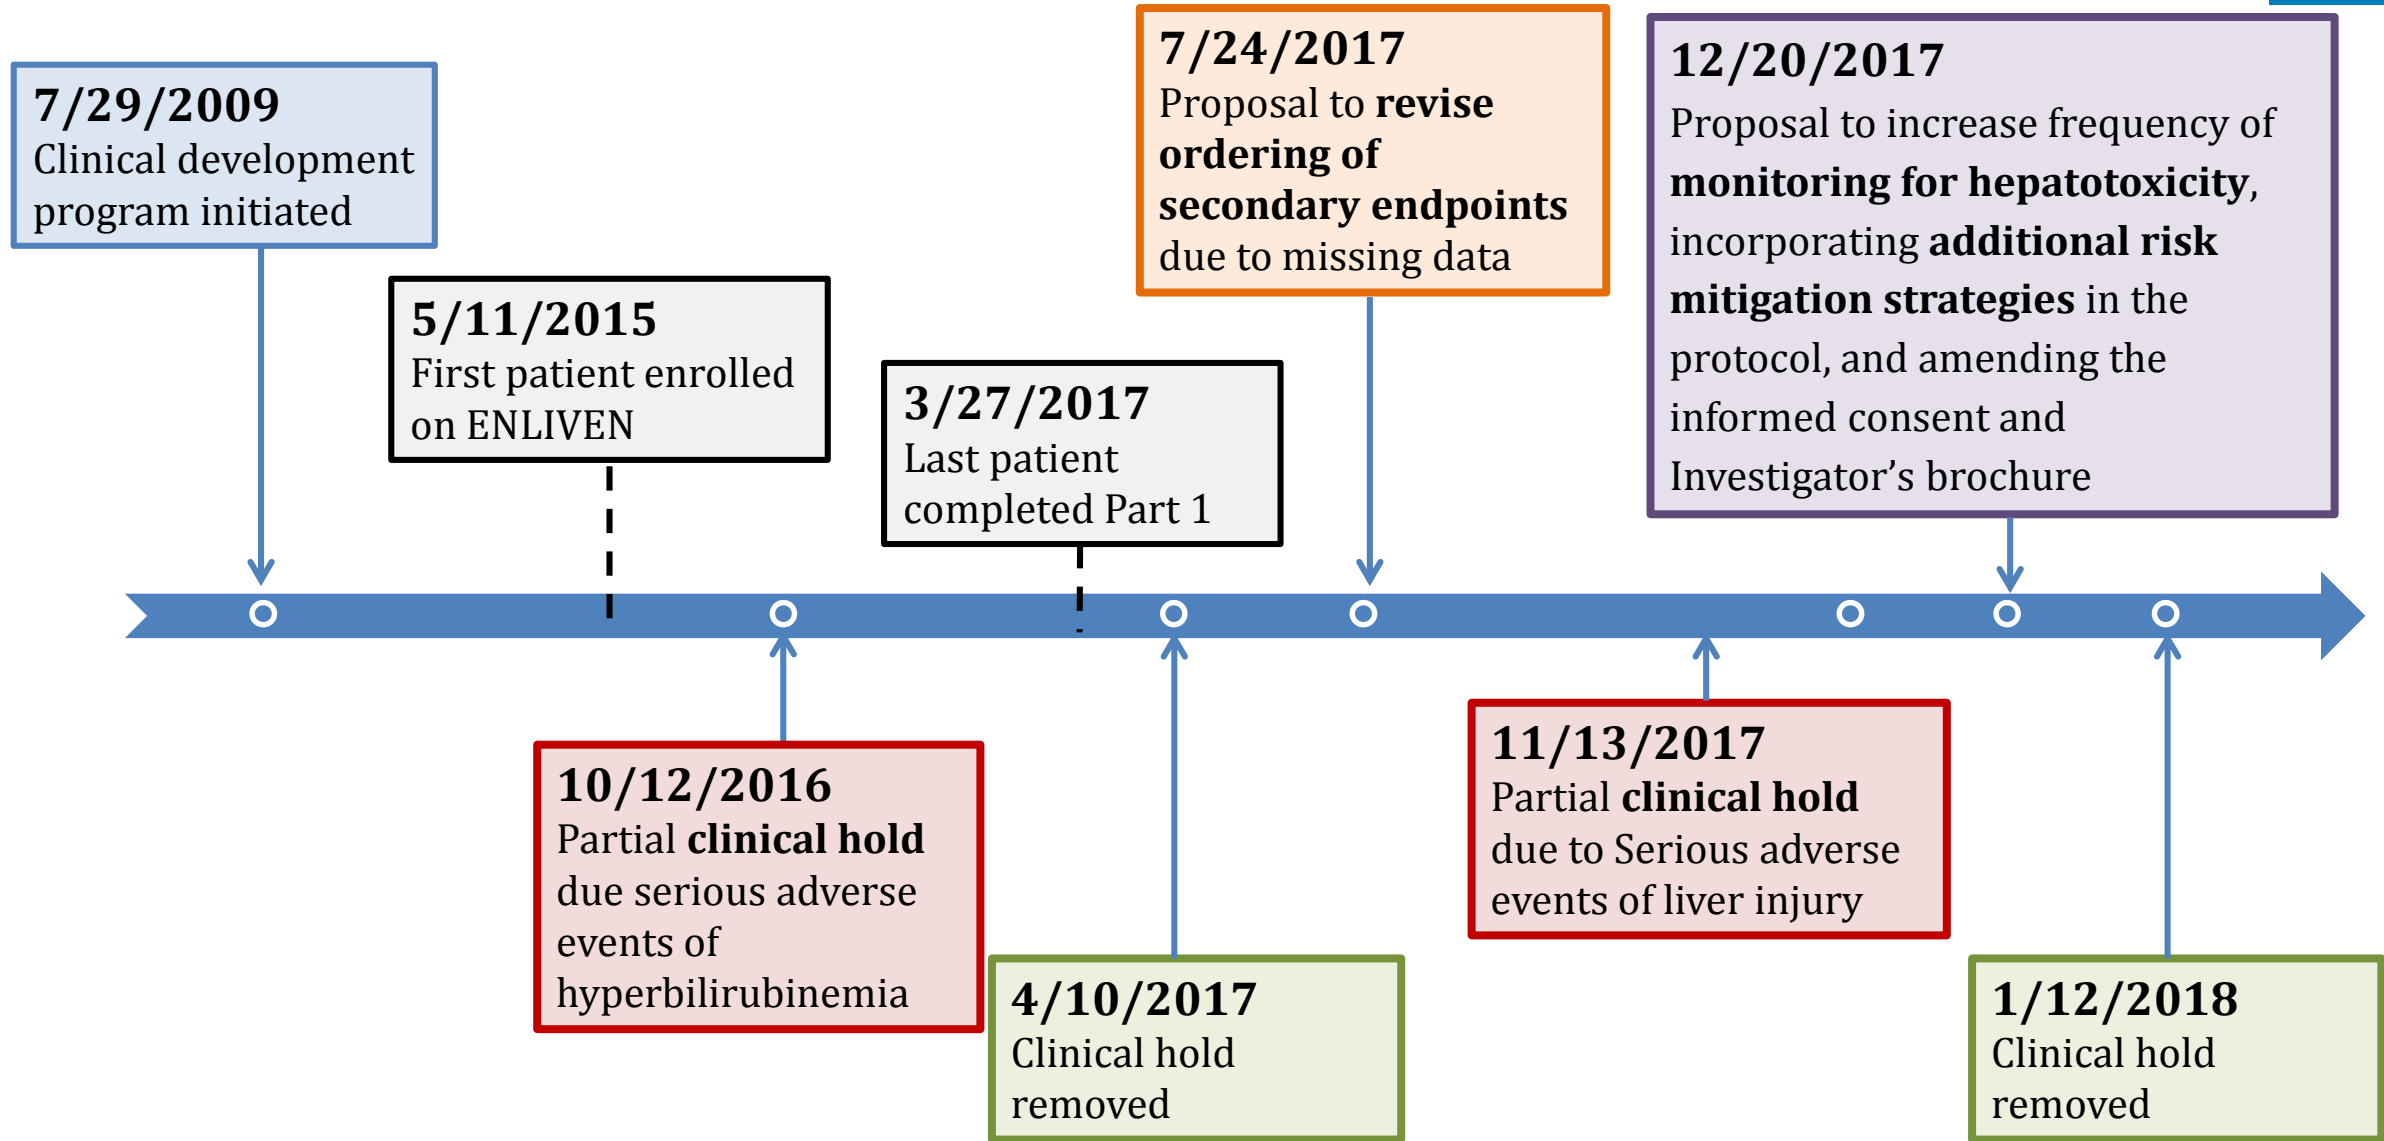 7/29/2009
Clinical development
program initiated
5/11/2015
First patient enrolled
on ENLIVEN
3/27/2017
Last patient
completed Part 1
7/24/2017
Proposal to revise
ordering of
secondary endpoints
due to missing data
12/20/2017
Proposal to increase frequency of
monitoring for hepatotoxicity,
incorporating additional risk
mitigation strategies in the
protocol, and amending the
informed consent and
Investigator’s brochure
10/12/2016
Partial clinical hold
due serious adverse
events of
hyperbilirubinemia
4/10/2017
Clinical hold
removed
11/13/2017
Partial clinical hold
due to Serious adverse
events of liver injury
1/12/2018
Clinical hold
removed